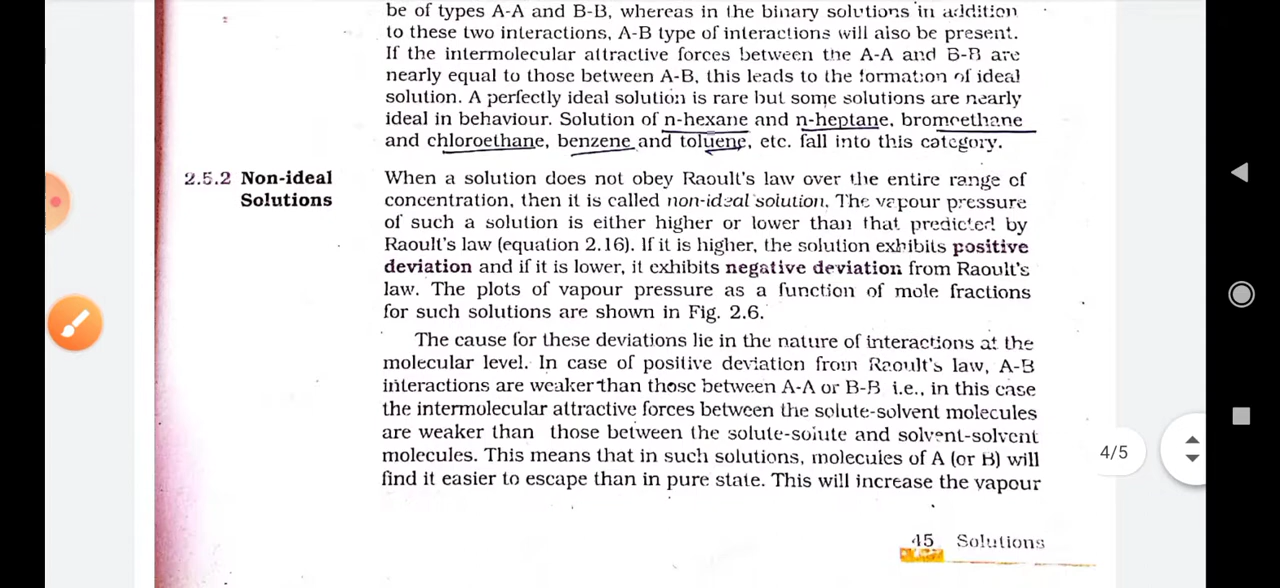 be of types A-A and B-B, whereas in the binary solutions in addition
to these two interactions, A-B type of interactions will also be present.
If the intermolecular attractive forces between the A-A and B-B are
nearly equal to those between A-B, this leads to the formation of ideal
solution. A perfectly ideal solution is rare but some solutions are nearly
ideal in behaviour. Solution of n-hexane and n-heptane, bromoethane
and chloroethane, benzene and toluene, etc. fall into this category.
2.5.2 Non-ideal
Solutions
When a solution does not obey Raoult's law over the entire range of
concentration, then it is called non-ideal solution. The vapour pressure
of such a solution is either higher or lower than that predicted by
Raoult's law (equation 2.16). If it is higher, the solution exhibits positive
deviation and if it is lower, it exhibits negative deviation from Raoult's
law. The plots of vapour pressure as a function of mole fractions
for such solutions are shown in Fig. 2.6.
The cause for these deviations lie in the nature of interactions at the
molecular level. In case of positive deviation from Raoult's law, A-B
interactions are weaker than those between A-A or B-B i.e., in this case
the intermolecular attractive forces between the solute-solvent molecules
are weaker than those between the solute-solute and solvent-solvent
molecules. This means that in such solutions, molecules of A (or B) will
find it easier to escape than in pure state. This will increase the vapour
4/5
45 Solutions